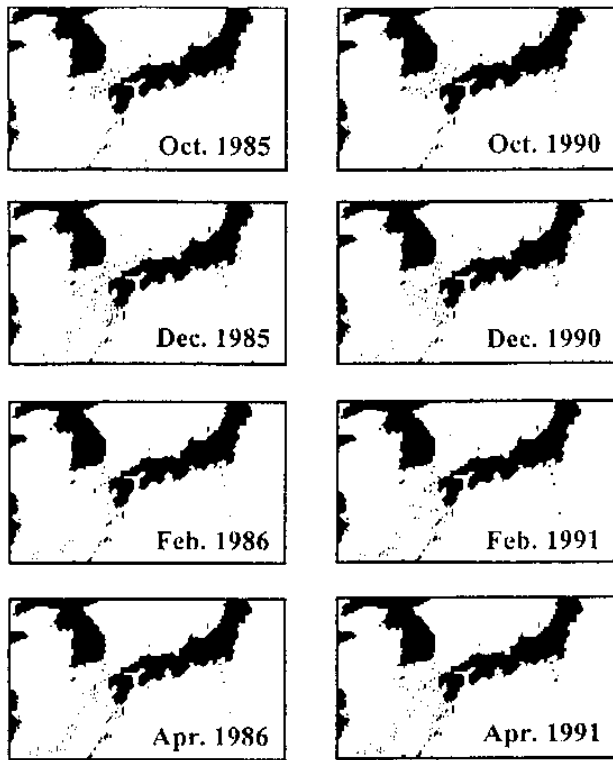 Oct. 1985
Oct. 1990
Dec. 1985
Dec. 1990
Feb. 1986
Feb. 1991
Apr. 1986
Apr. 1991